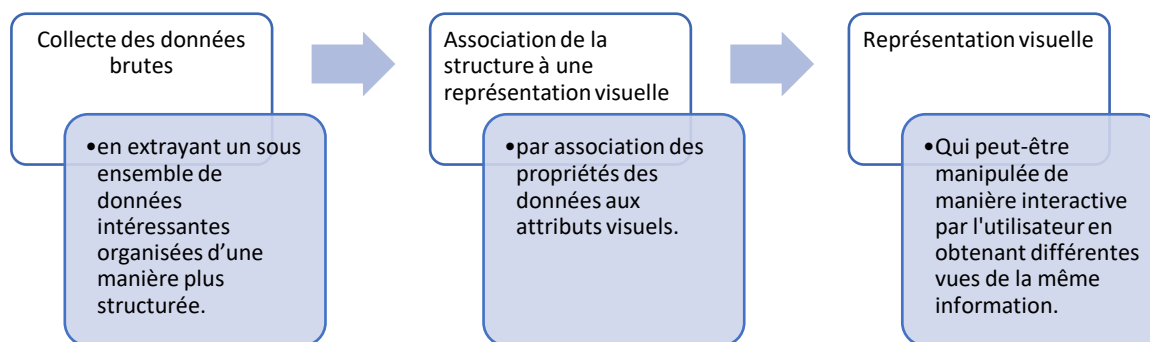 Collecte des données
brutes
•en extrayant un sous
ensemble de
données
intéressantes
organisées d’une
manière plus
structurée.
Association de la
structure à une
représentation visuelle
•par association des
propriétés des
données aux
attributs visuels.
Représentation visuelle
•Qui peut-être
manipulée de
manière interactive
par l'utilisateur en
obtenant différentes
vues de la même
information.